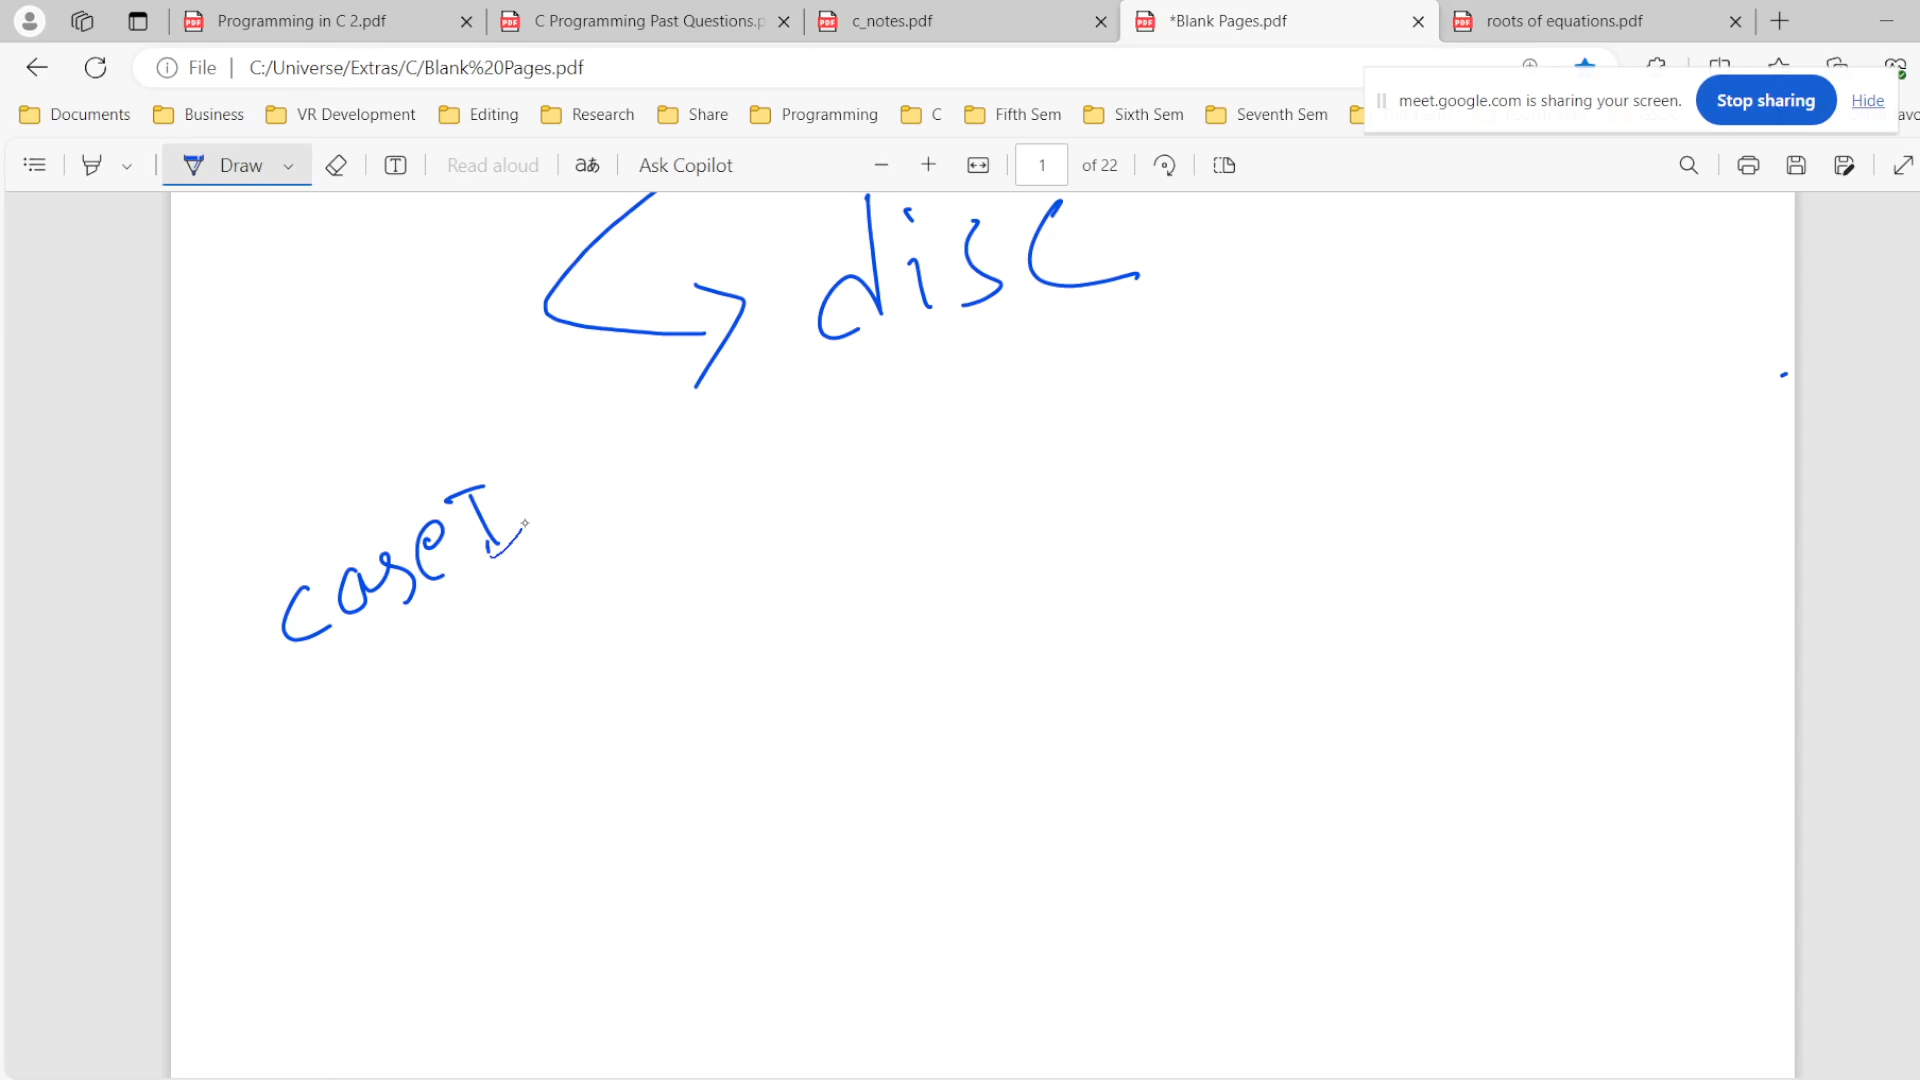 Programming in C 2.pdf
C Programming Past Questions.p
c_notes.pdf
*Blank Pages.pdf
roots of equations.pdf
File
C:/Universe/Extras/C/Blank%20Pages.pdf
meet.google.com is sharing your screen.
Stop sharing
Hide
Documents
Business
VR Development
Editing
Research
Share
Programming
C
Fifth Sem
Sixth Sem
Seventh Sem
Draw
Read aloud
aあ
Ask Copilot
1
of 22
disc
case I